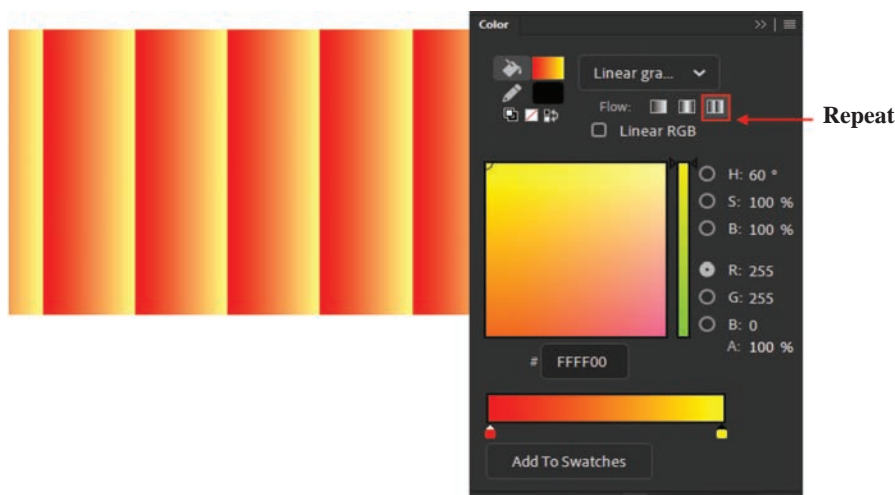 Color
Linear gra...
Flow:
Repeat
Linear RGB
H: 60 °
S: 100 %
B: 100 %
R: 255
G: 255
B: 0
A: 100 %
# FFFF00
Add To Swatches